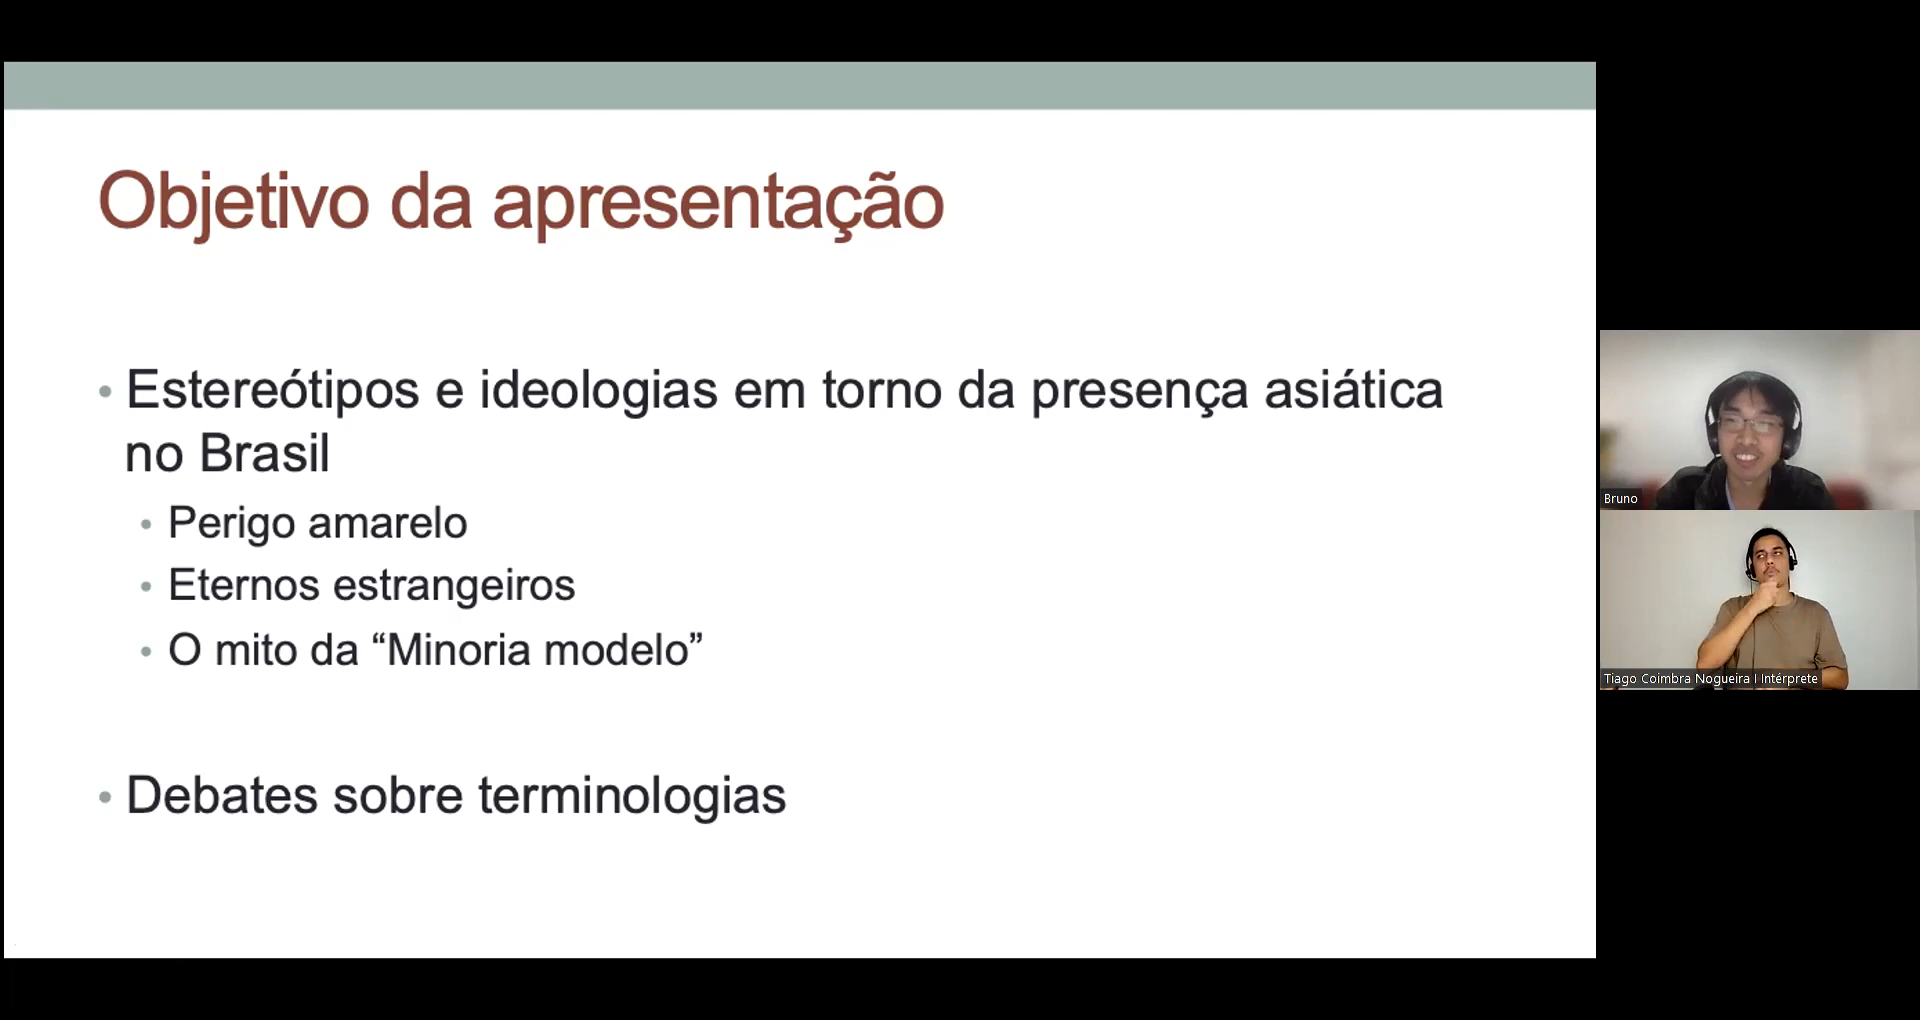 Objetivo da apresentação
• Estereótipos e ideologias em torno da presença asiática
no Brasil
• Perigo amarelo
• Eternos estrangeiros
• O mito da “Minoria modelo”
• Debates sobre terminologias
Bruno
Tiago Coimbra Nogueira I Intérprete